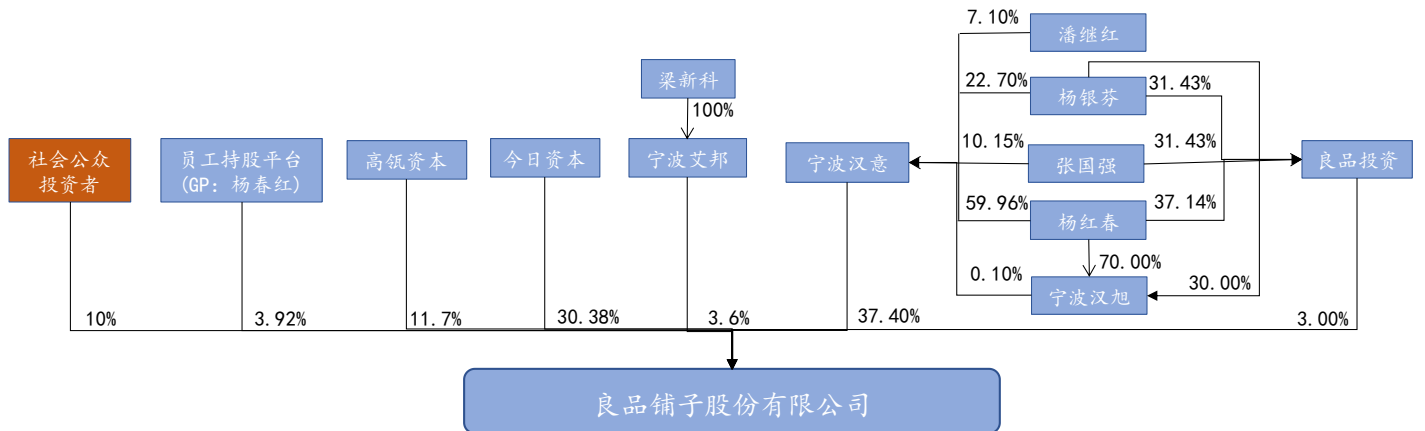 7.10%
潘继红
梁新科
22.70%
杨银芬
31.43%
100%
社会公众
投资者
员工持股平台
(GP: 杨春红)
高瓴资本
今日资本
宁波艾邦
宁波汉意
10.15%
张国强
31.43%
良品投资
59.96%
杨红春
37.14%
70.00%
0.10%
宁波汉旭
30.00%
10%
3.92%
11.7%
30.38%
3.6%
37.40%
3.00%
良品铺子股份有限公司